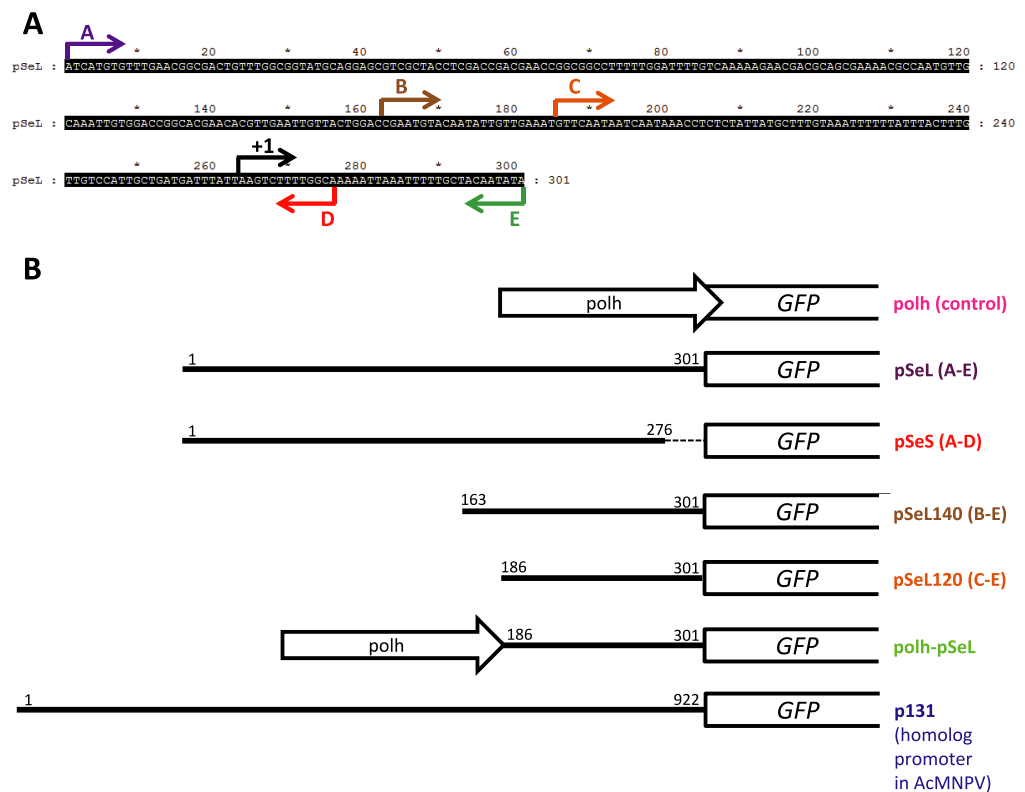 A
A
* 20 * 40 * 60 * 80 * 100 * 120
pSeL : ATCATGTGTTTGAACGGCGACTGTTTGGCGGTATGCAGGAGCGTCGCTACCTCGACCGACGAACCGGCGGCCTTTTTGGATTTTGTCAAAAAGAACGACGCAGCGAAAACGCCAATGTTG : 120
B C
* 140 * 160 * 180 * 200 * 220 * 240
pSeL : CAAATTGTGGACCGGCACGAACACGTTGAATTGTTACTGGACCGAATGTACAATATTGTTGAAATGTTCAATAATCAATAAACCTCTCTATTATGCTTTGTAAATTTTTTATTTACTTTG : 240
+1
* 260 * 280 * 300
pSeL : TTGTCCATTGCTGATGATTTATTAAGTCTTTTGGCAAAAATTAAATTTTTGCTACAATATA : 301
D E
B
polh GFP polh (control)
1 301 GFP pSeL (A-E)
1 276 GFP pSeS (A-D)
163 301 GFP pSeL140 (B-E)
186 301 GFP pSeL120 (C-E)
polh 186 301 GFP polh-pSeL
1 922 GFP p131
(homolog
promoter
in AcMNPV)